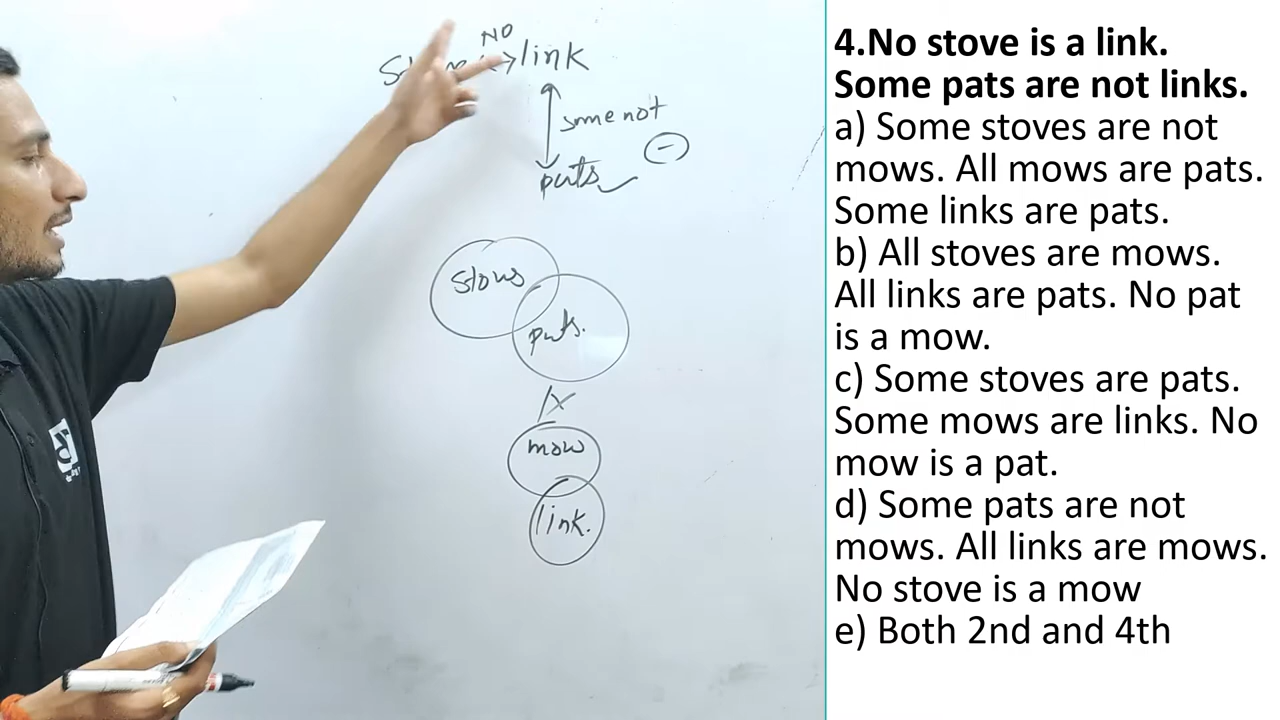 NO
link
some not
pats
stows
pats.
mow
link.
4.No stove is a link.
Some pats are not links.
a) Some stoves are not
mows. All mows are pats.
Some links are pats.
b) All stoves are mows.
All links are pats. No pat
is a mow.
c) Some stoves are pats.
Some mows are links. No
mow is a pat.
d) Some pats are not
mows. All links are mows.
No stove is a mow
e) Both 2nd and 4th